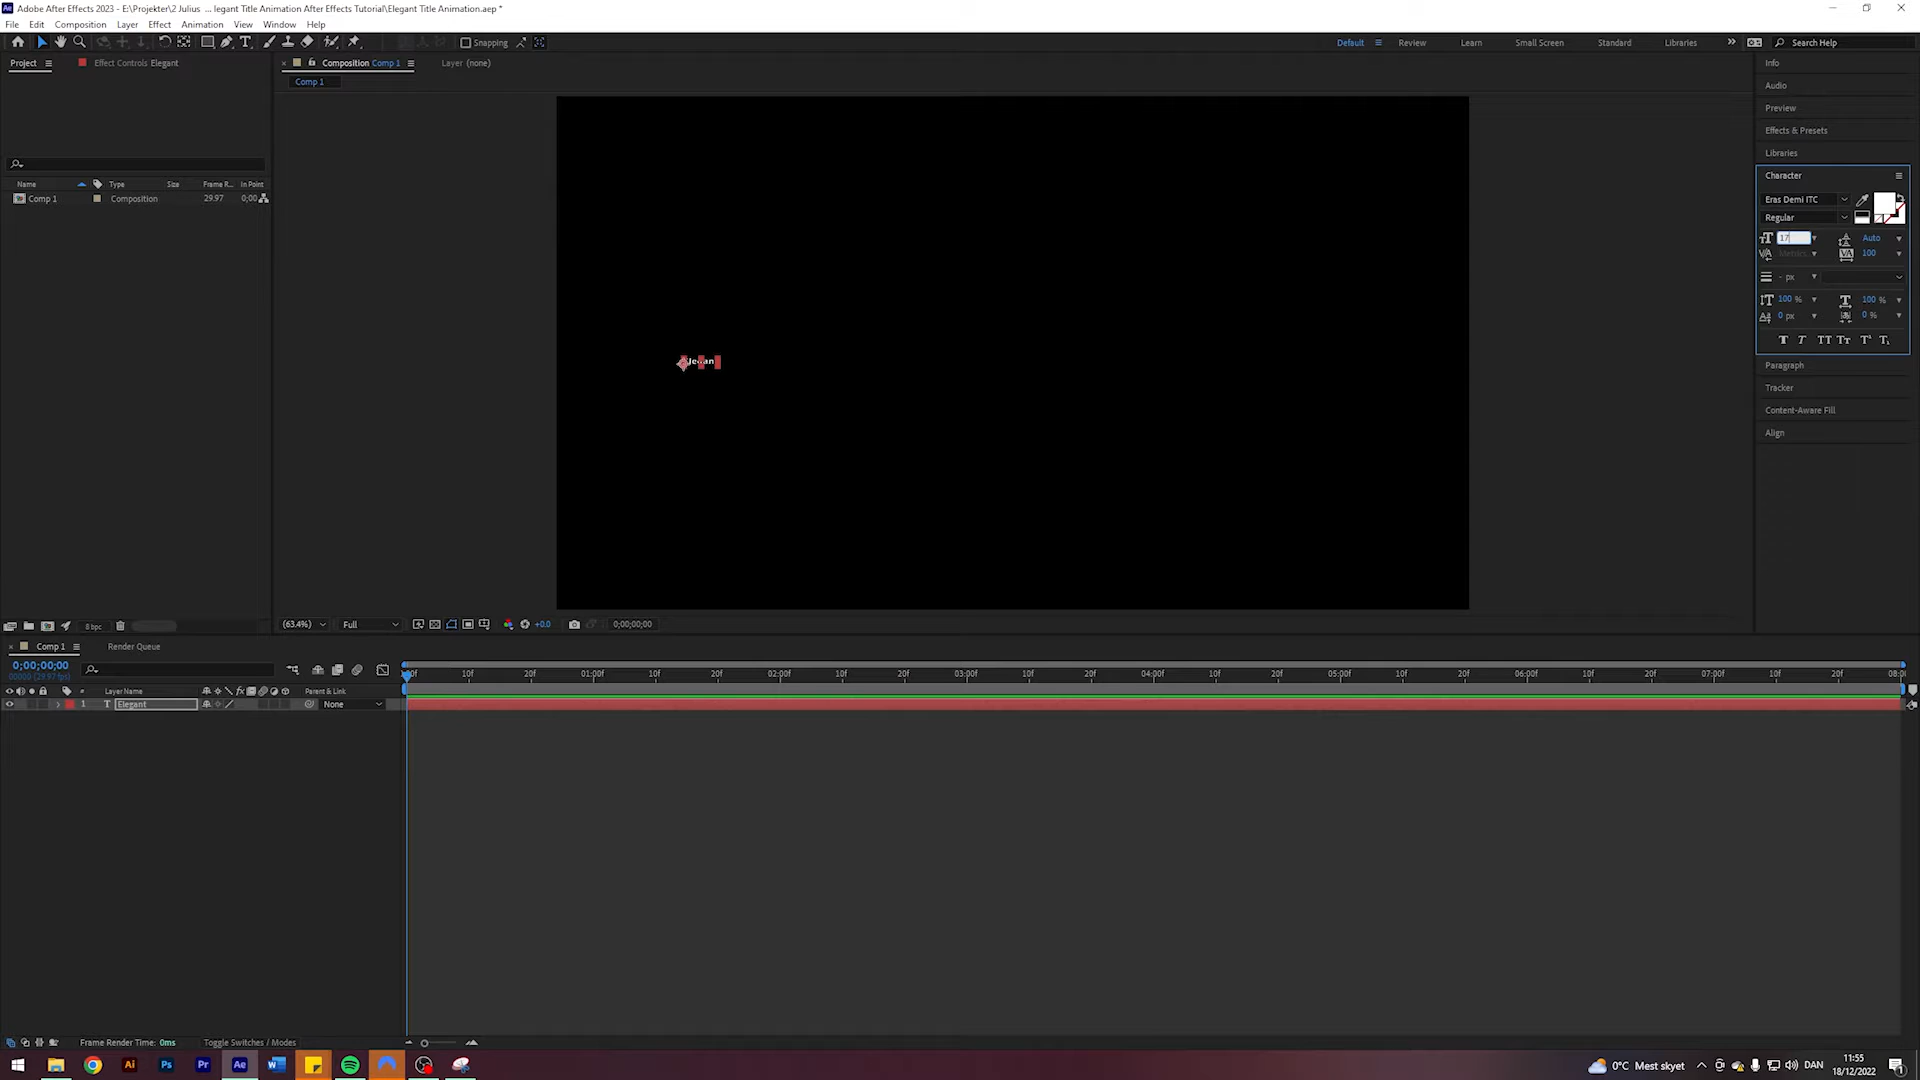 Adobe After Effects 2023 - E:\Projekter\2 Julius ... legant Title Animation After Effects Tutorial\Elegant Title Animation.aep *
File Edit Composition Layer Effect Animation View Window Help
Snapping
Default Review Learn Small Screen Standard Libraries Search Help
Project Effect Controls Elegant
Composition Comp 1 Layer (none)
Comp 1
Name Type Size Frame R... In Point
Comp 1 Composition 29.97 0;00
8 bpc
(63.4%) Full +0.0 0;00;00;00
Info
Audio
Preview
Effects & Presets
Libraries
Character
Eras Demi ITC
Regular
17 Auto
Metrics 100
- px
100 % 100 %
0 px 0 %
Paragraph
Tracker
Content-Aware Fill
Align
Comp 1 Render Queue
0;00;00;00
00000 (29.97 fps)
00f 10f 20f 01:00f 10f 20f 02:00f 10f 20f 03:00f 10f 20f 04:00f 10f 20f 05:00f 10f 20f 06:00f 10f 20f 07:00f 10f 20f 08:0
# Layer Name Parent & Link
1 T Elegant None
Frame Render Time: 0ms Toggle Switches / Modes
0°C Mest skyet DAN
11:55
18/12/2022